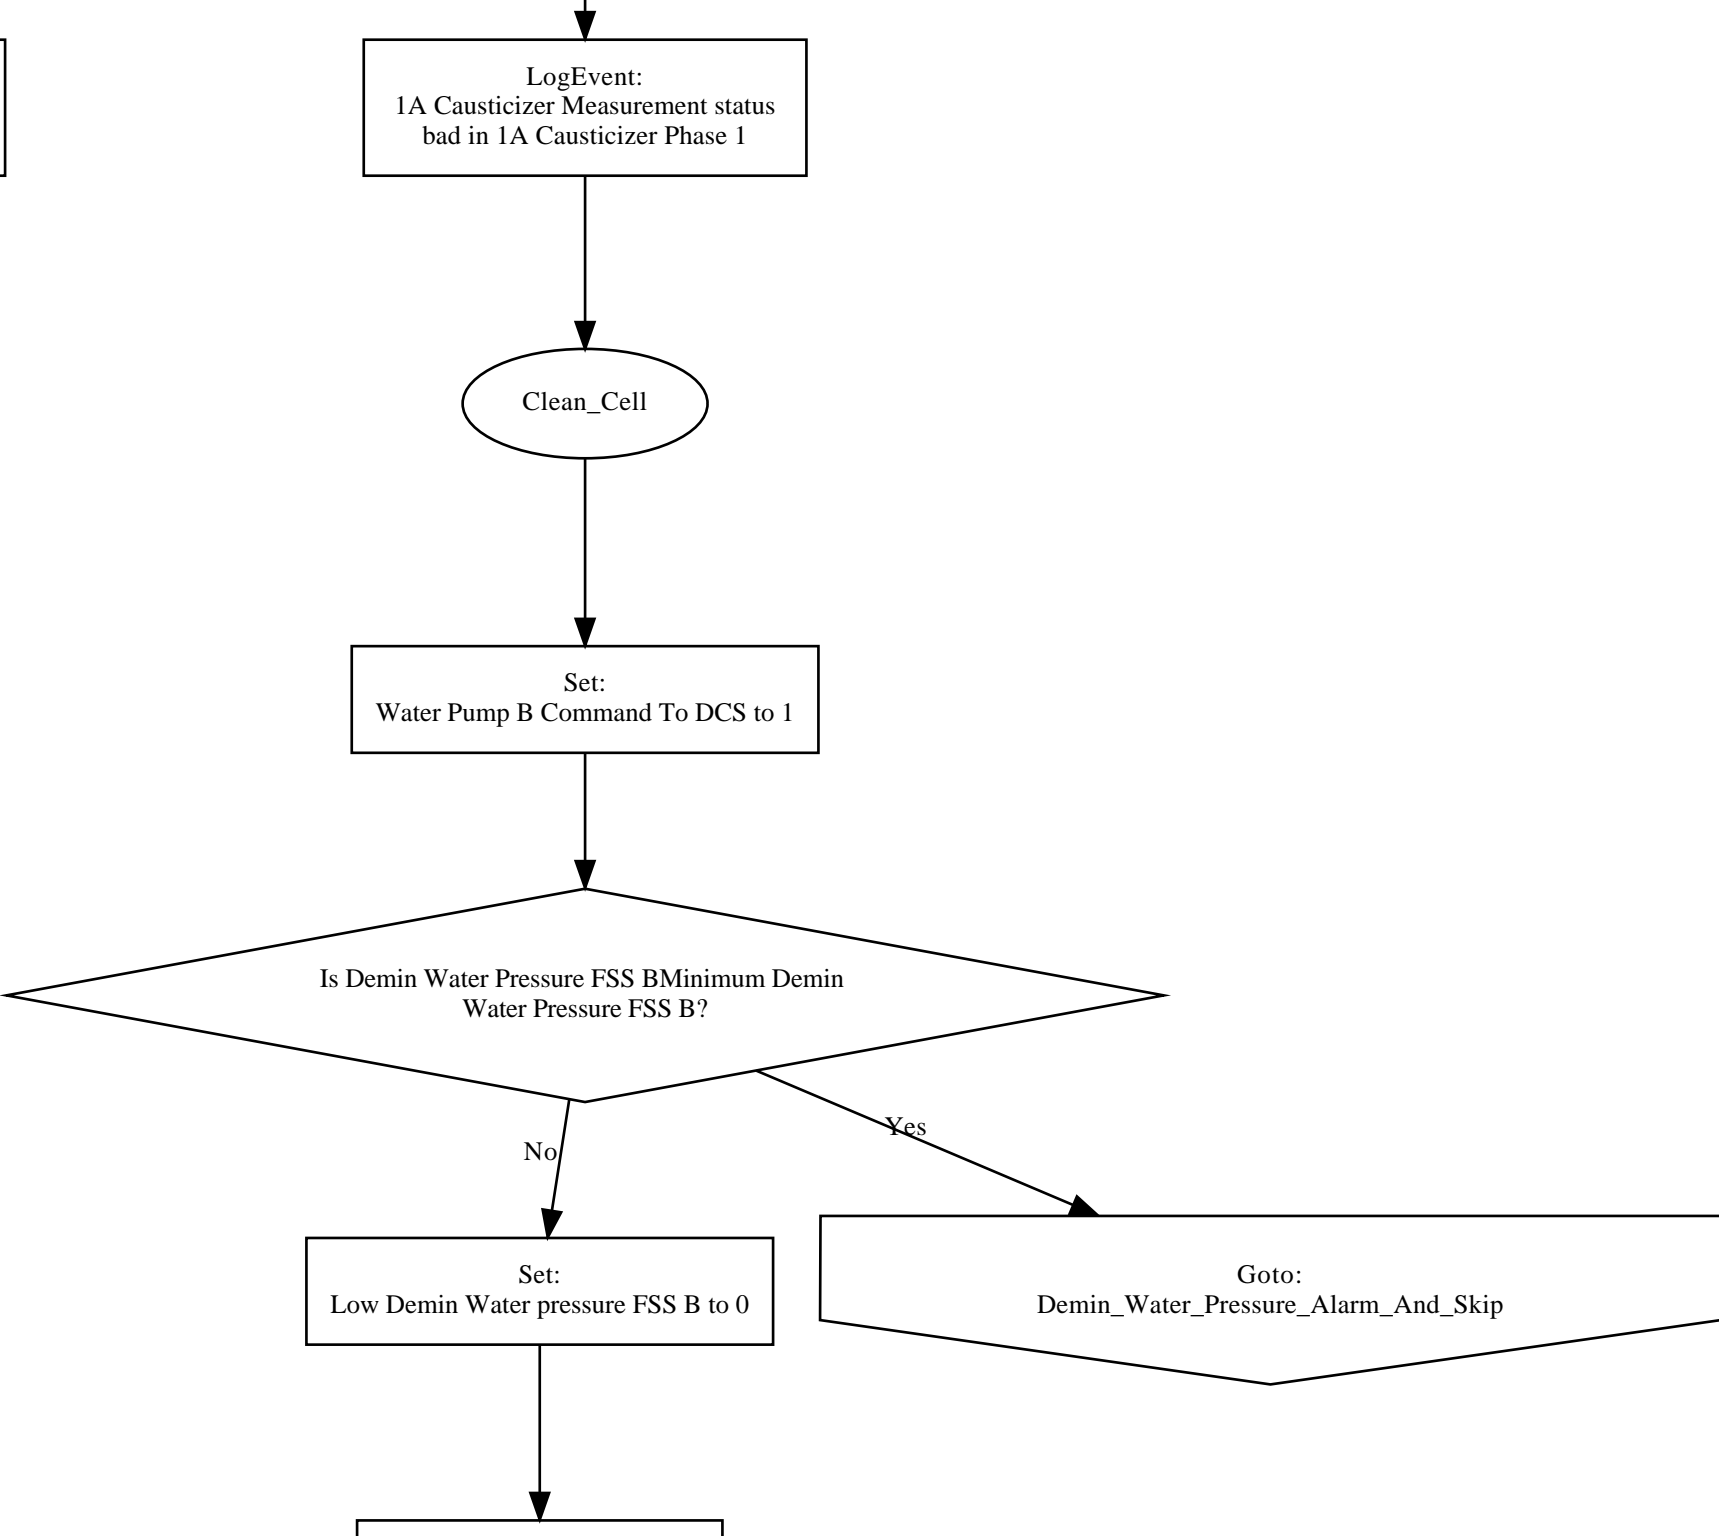 LogEvent:
1A Causticizer Measurement status
bad in 1A Causticizer Phase 1
Clean_Cell
Set:
Water Pump B Command To DCS to 1
Is Demin Water Pressure FSS BMinimum Demin
Water Pressure FSS B?
Yes
No
Set:
Low Demin Water pressure FSS B to 0
Goto:
Demin_Water_Pressure_Alarm_And_Skip